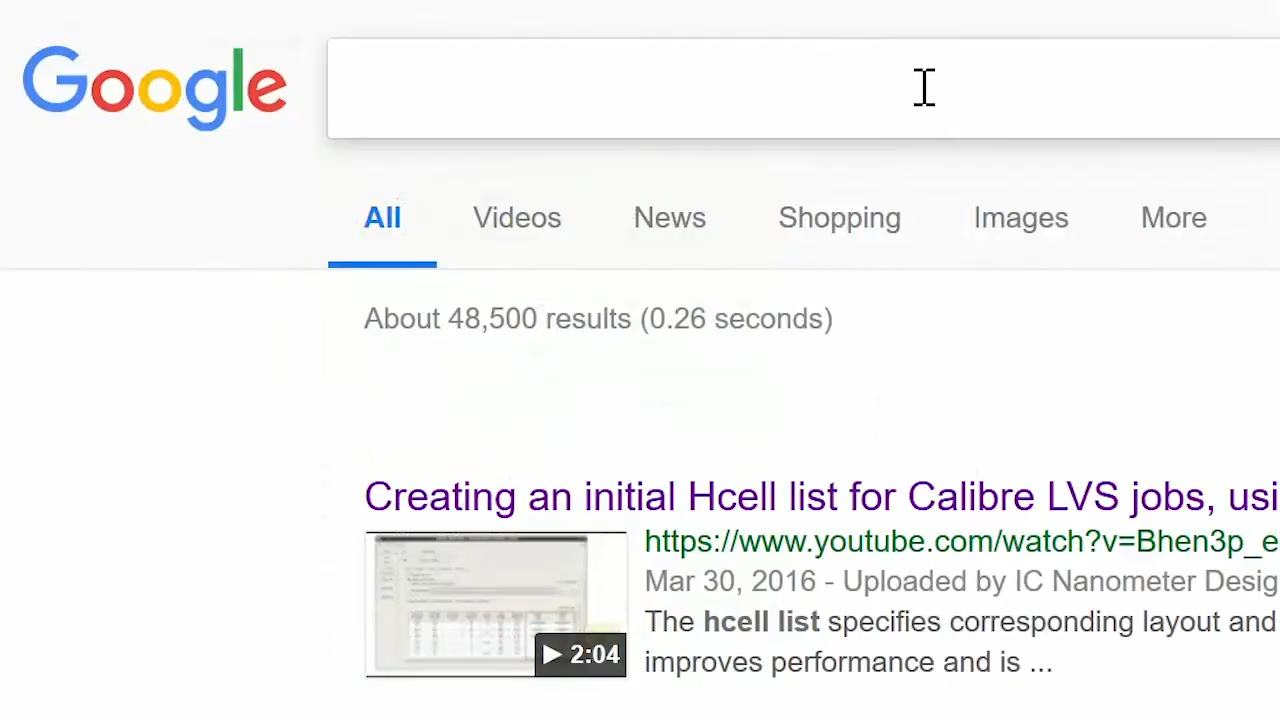 Google
All Videos News Shopping Images More
About 48,500 results (0.26 seconds)
Creating an initial Hcell list for Calibre LVS jobs, usi
https://www.youtube.com/watch?v=Bhen3p_e
Mar 30, 2016 - Uploaded by IC Nanometer Desig
The hcell list specifies corresponding layout and
improves performance and is ...
2:04